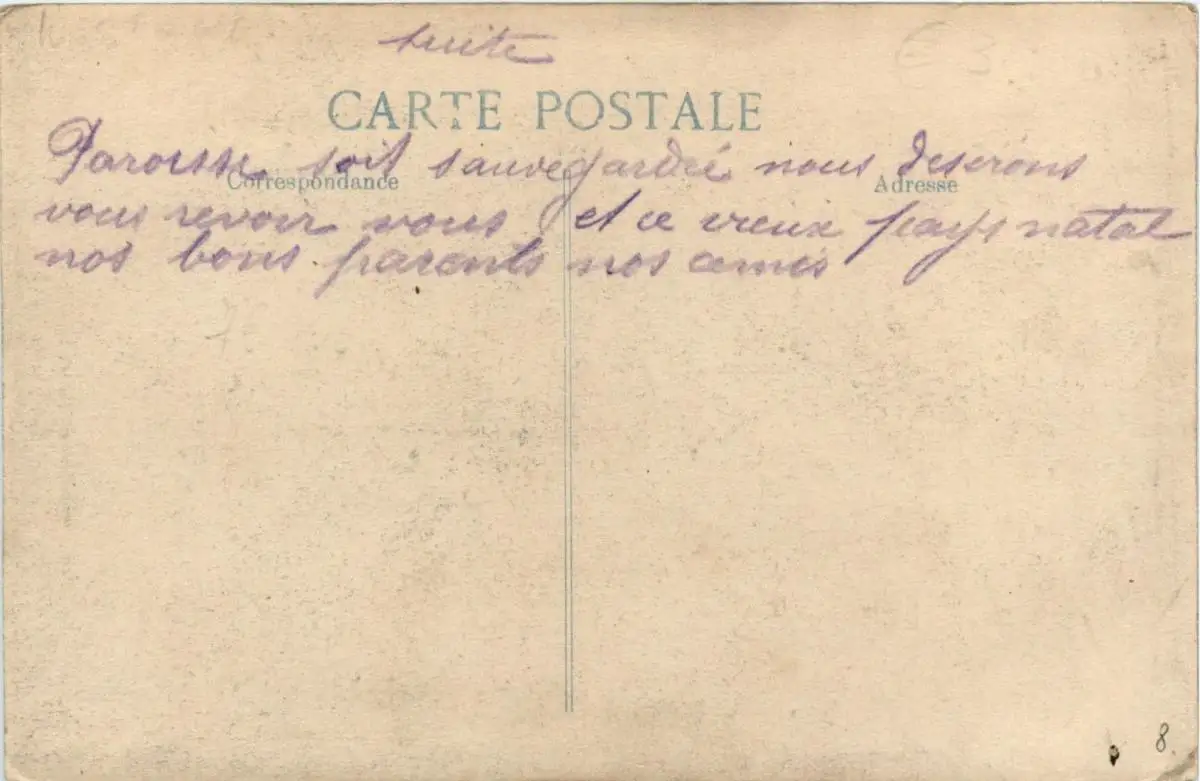 suite
CARTE POSTALE
Paroisse soit sauvegardée nous deserons
Correspondance
Adresse
vous revoir vous et ce vieux pays natal
nos bons parents nos amis
8.